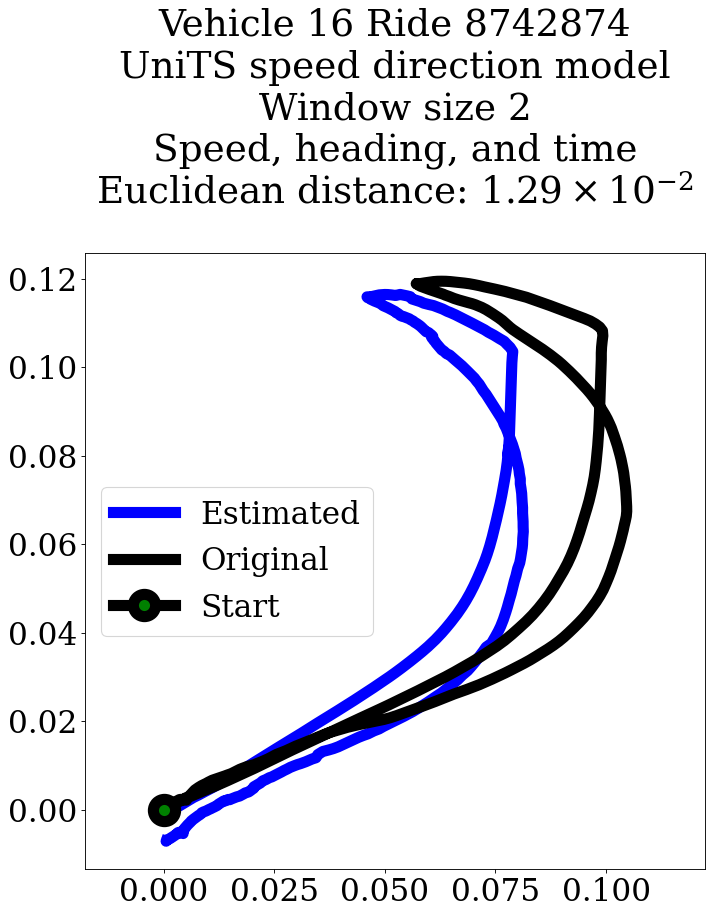 Vehicle 16 Ride 8742874
UniTS speed direction model
Window size 2
Speed, heading, and time
Euclidean distance: $1.29 \times 10^{-2}$
0.12
0.10
0.08
0.06
0.04
0.02
0.00
Estimated
Original
Start
0.000 0.025 0.050 0.075 0.100